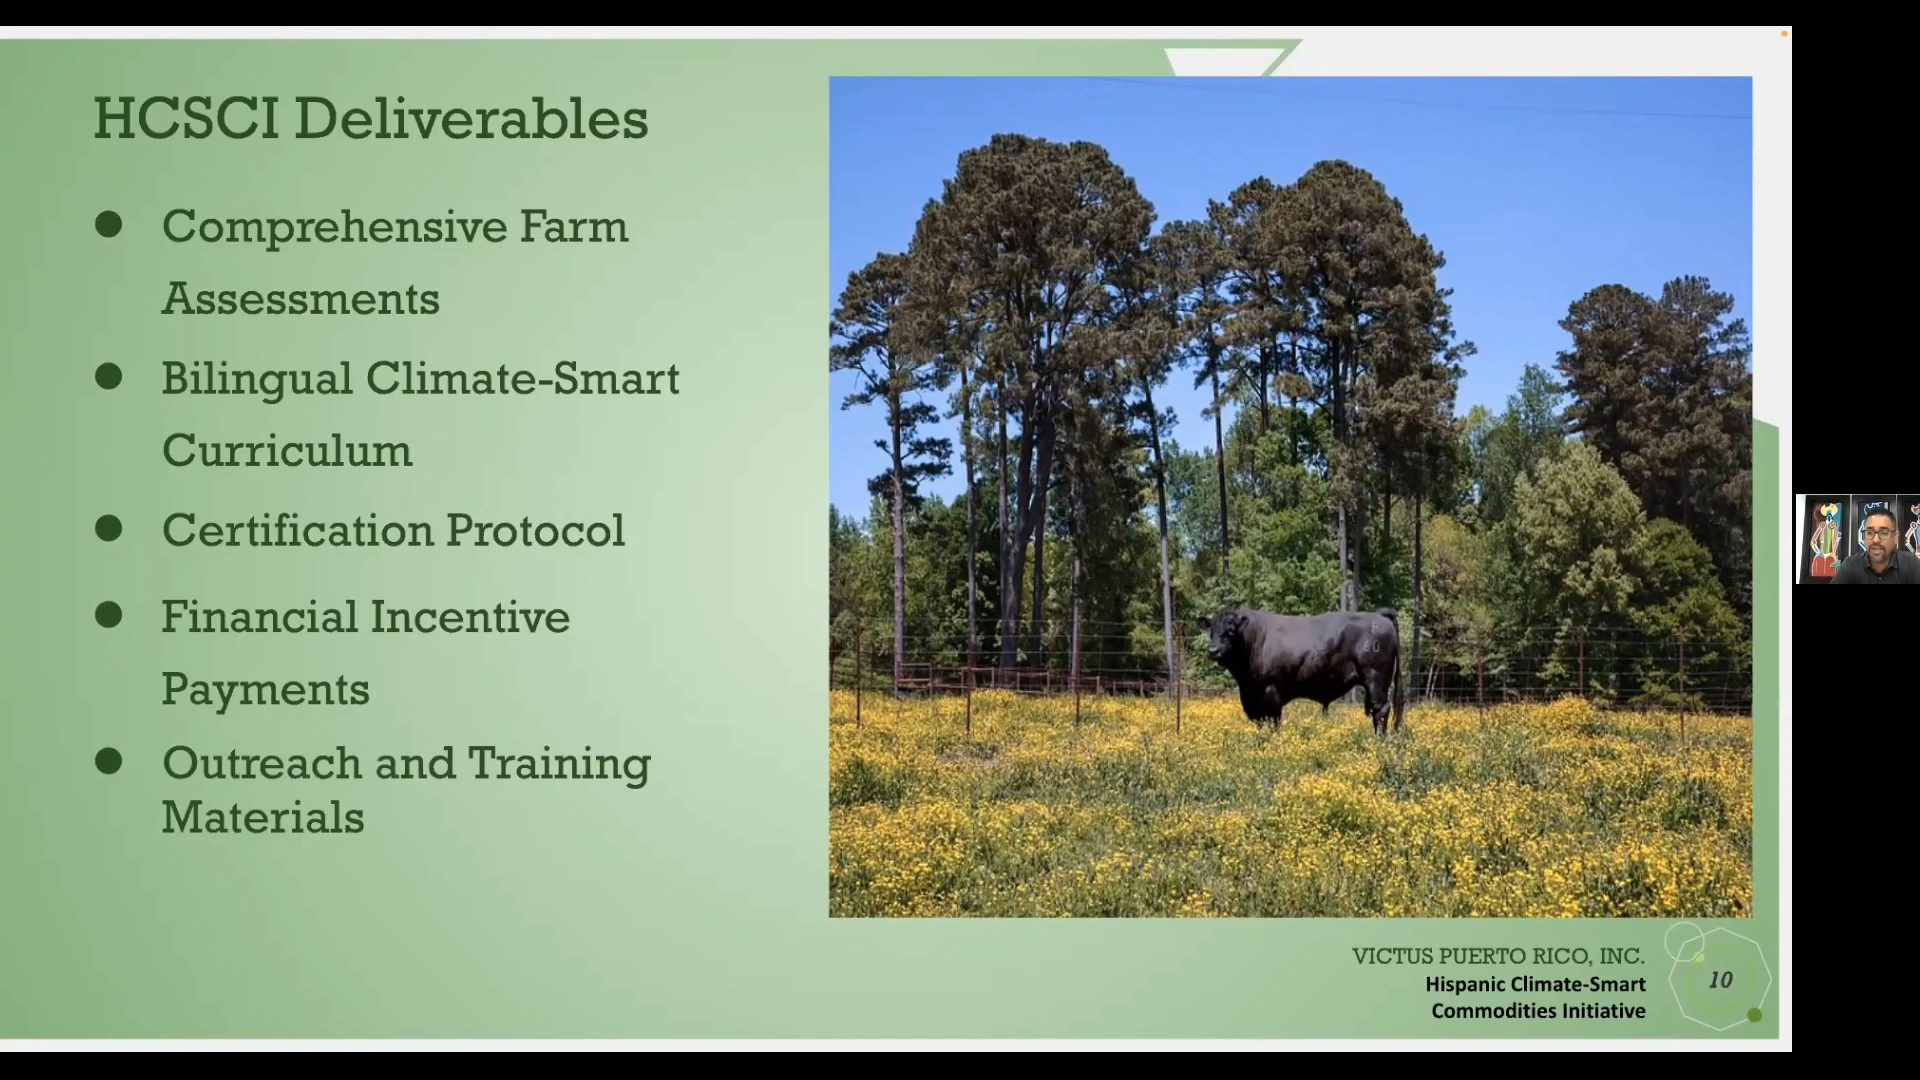 HCSCI Deliverables
Comprehensive Farm
Assessments
Bilingual Climate-Smart
Curriculum
Certification Protocol
Financial Incentive
Payments
Outreach and Training
Materials
VICTUS PUERTO RICO, INC.
Hispanic Climate-Smart
Commodities Initiative
10